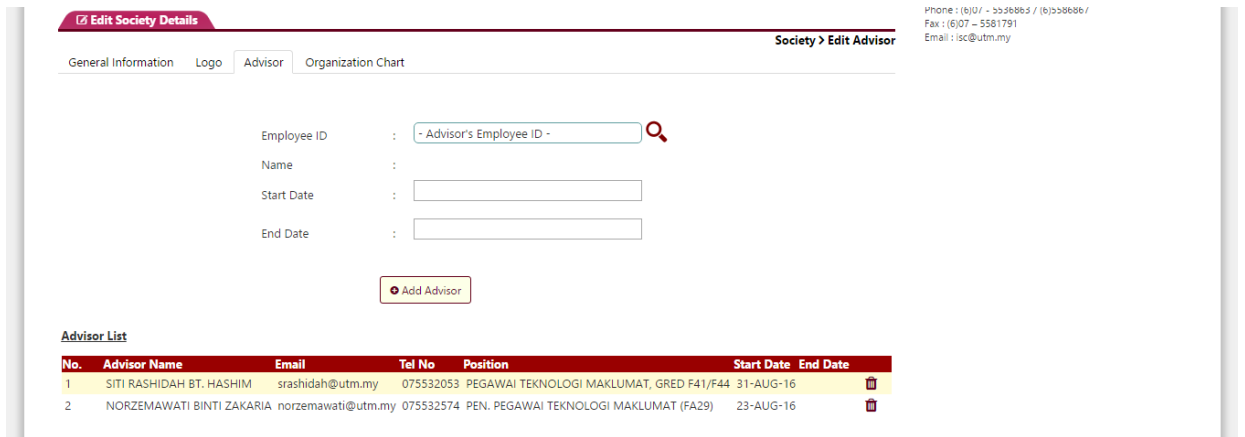 Phone : (6)07 - 5536863 / (6)5586867
Fax : (6)07 – 5581791
Email : isc@utm.my
Edit Society Details
Society > Edit Advisor
General Information Logo Advisor Organization Chart
Employee ID : - Advisor's Employee ID -
Name :
Start Date :
End Date :
Add Advisor
Advisor List
No. Advisor Name Email Tel No Position Start Date End Date
1 SITI RASHIDAH BT. HASHIM srashidah@utm.my 075532053 PEGAWAI TEKNOLOGI MAKLUMAT, GRED F41/F44 31-AUG-16
2 NORZEMAWATI BINTI ZAKARIA norzemawati@utm.my 075532574 PEN. PEGAWAI TEKNOLOGI MAKLUMAT (FA29) 23-AUG-16